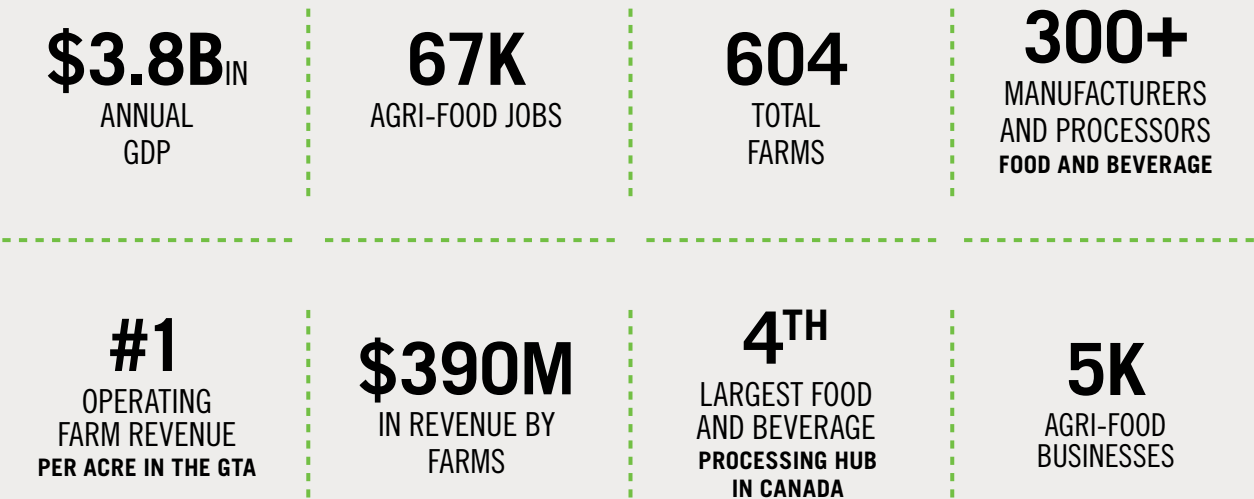 $3.8B IN
ANNUAL
GDP
67K
AGRI-FOOD JOBS
604
TOTAL
FARMS
300+
MANUFACTURERS
AND PROCESSORS
FOOD AND BEVERAGE
#1
OPERATING
FARM REVENUE
PER ACRE IN THE GTA
$390M
IN REVENUE BY
FARMS
4TH
LARGEST FOOD
AND BEVERAGE
PROCESSING HUB
IN CANADA
5K
AGRI-FOOD
BUSINESSES